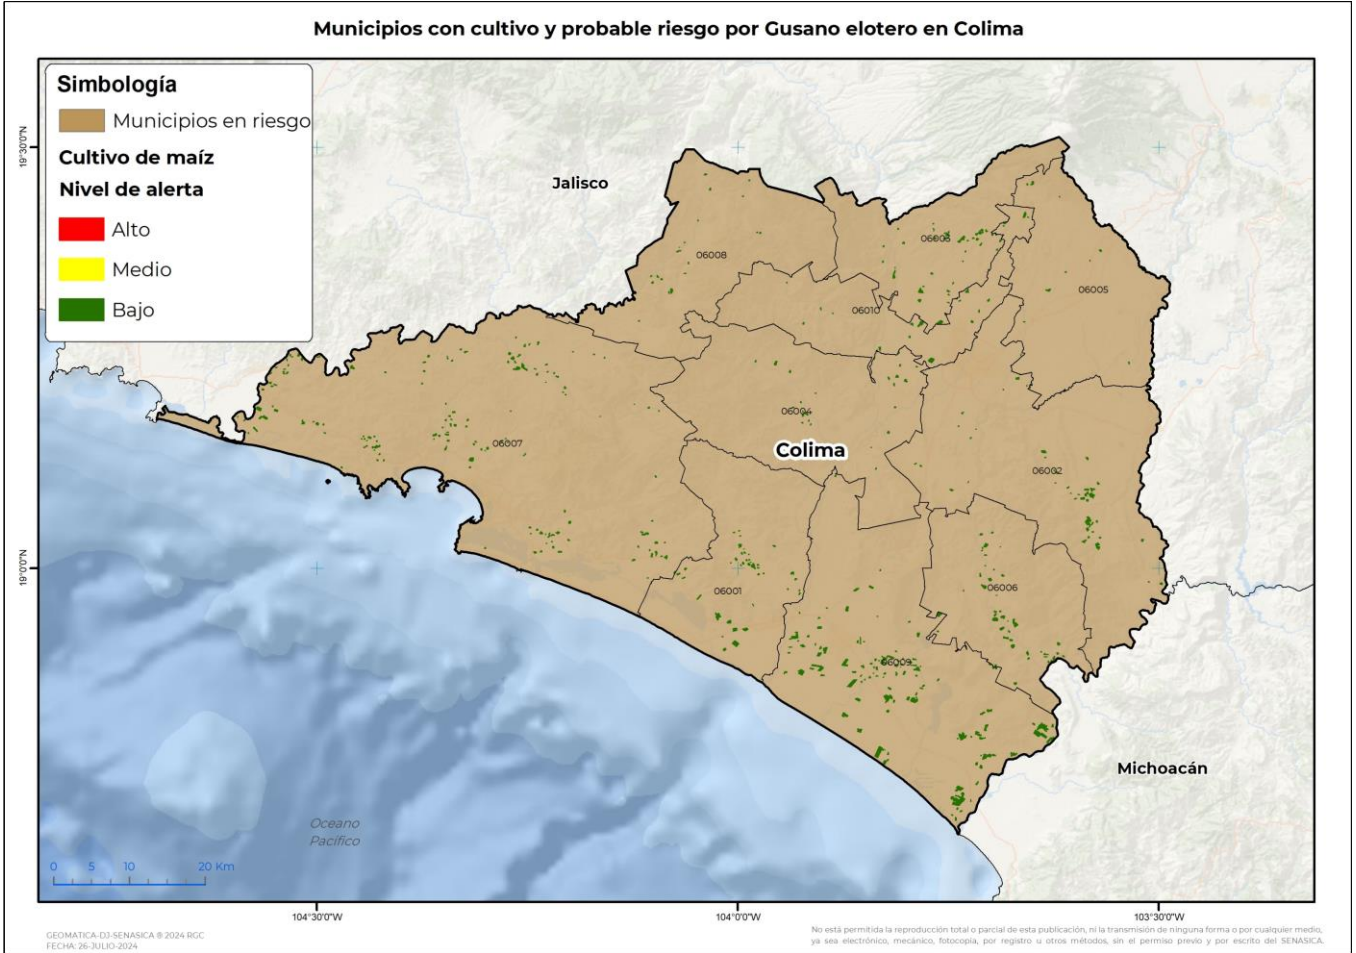 Municipios con cultivo y probable riesgo por Gusano elotero en Colima
Simbología
Municipios en riesgo
Cultivo de maíz
Nivel de alerta
Alto
Medio
Bajo
Jalisco
06008
06003
06005
06010
06004
06007
Colima
06002
06001
06006
06009
Michoacán
Oceano
Pacífico
0 5 10 20 Km
19°30'0"N
19°0'0"N
104°30'0"W
104°0'0"W
103°30'0"W
GEOMATICA-DJ-SENASICA ® 2024 RGC
FECHA: 26-JULIO-2024
No está permitida la reproducción total o parcial de esta publicación, ni la transmisión de ninguna forma o por cualquier medio,
ya sea electrónico, mecánico, fotocopia, por registro u otros métodos, sin el permiso previo y por escrito del SENASICA.